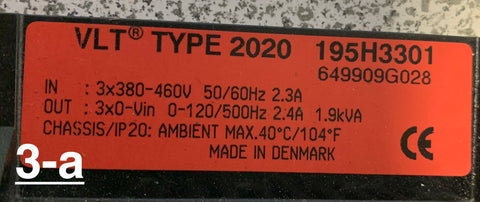 VLT® TYPE 2020 195H3301
649909G028
IN : 3x380-460V 50/60Hz 2.3A
OUT : 3x0-Vin 0-120/500Hz 2.4A 1.9kVA
CHASSIS/IP20: AMBIENT MAX.40°C/104°F
MADE IN DENMARK
CE
3-a